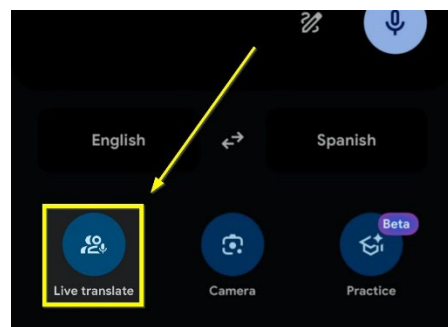 English
Spanish
Beta
Live translate
Camera
Practice